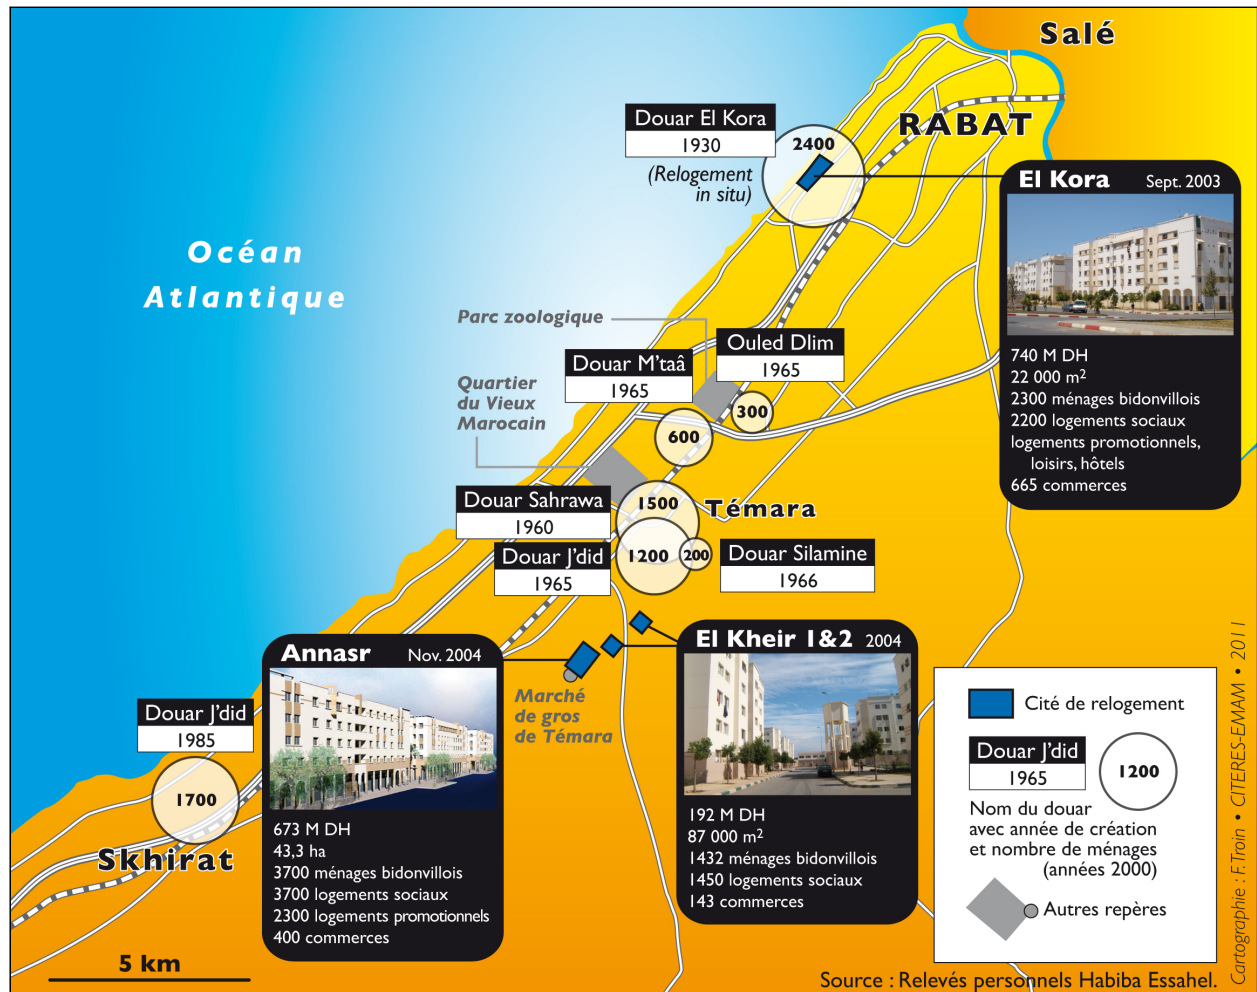 Salé
RABAT
Douar El Kora
1930
(Relogement
in situ)
2400
El Kora Sept. 2003
740 M DH
22 000 m²
2300 ménages bidonvillois
2200 logements sociaux
logements promotionnels,
loisirs, hôtels
665 commerces
Océan
Atlantique
Parc zoologique
Ouled Dlim
1965
300
Douar M'taâ
1965
600
Quartier
du Vieux
Marocain
Douar Sahrawa
1960
1500
Témara
Douar J'did
1965
1200
200
Douar Silamine
1966
Annasr Nov. 2004
673 M DH
43,3 ha
3700 ménages bidonvillois
3700 logements sociaux
2300 logements promotionnels
400 commerces
Marché
de gros
de Témara
El Kheir 1&2 2004
192 M DH
87 000 m²
1432 ménages bidonvillois
1450 logements sociaux
143 commerces
Douar J'did
1985
1700
Skhirat
5 km
Cité de relogement
Douar J'did
1965
1200
Nom du douar
avec année de création
et nombre de ménages
(années 2000)
Autres repères
Source : Relevés personnels Habiba Essahel.
Cartographie : F. Troin • CITERES-EMAM • 2011